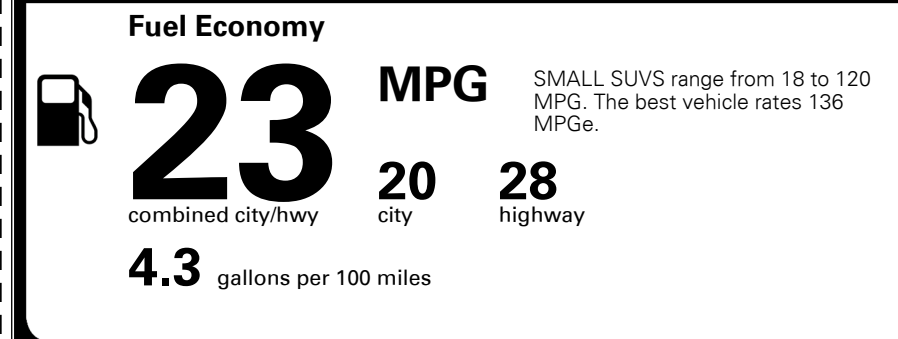 Fuel Economy
23 MPG
SMALL SUVS range from 18 to 120
MPG. The best vehicle rates 136
MPGe.
combined city/hwy
20
city
28
highway
4.3 gallons per 100 miles